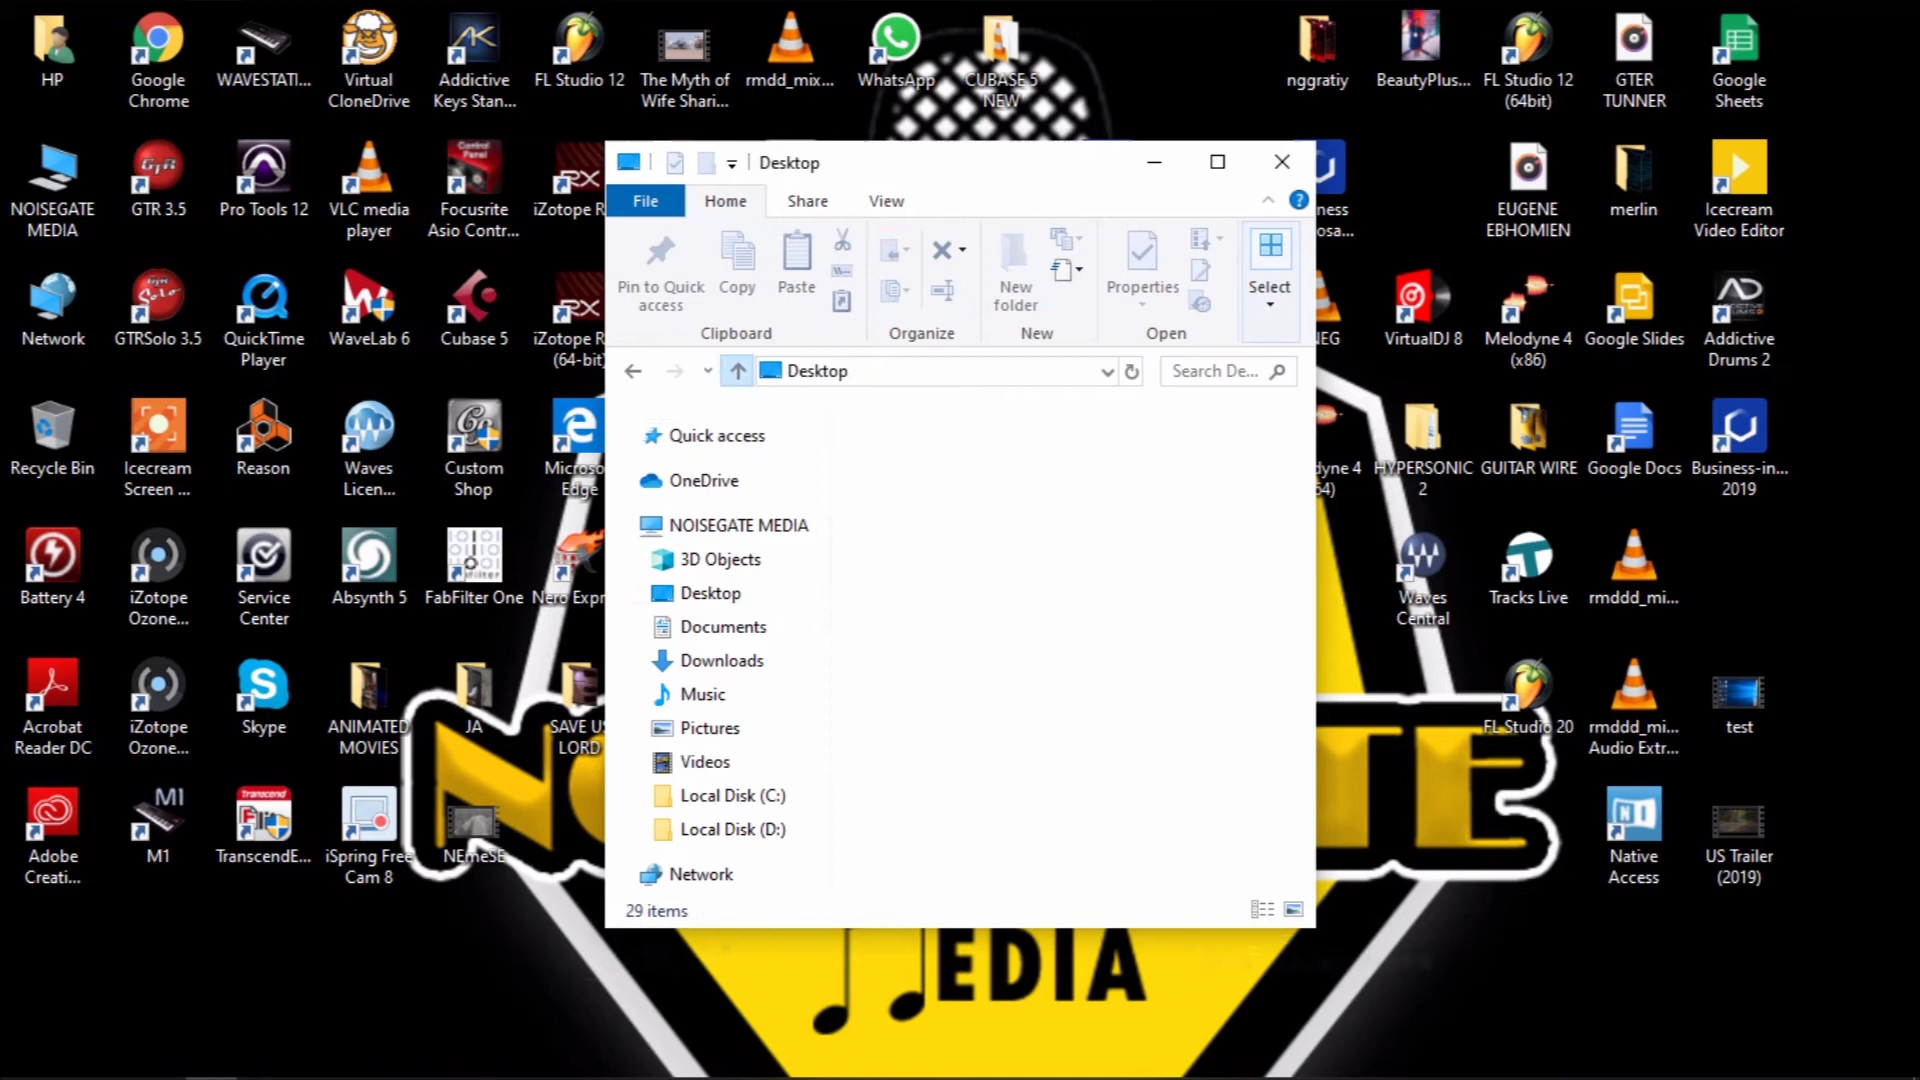 HP
Google
Chrome
WAVESTATI...
Virtual
CloneDrive
Addictive
Keys Stan...
FL Studio 12
The Myth of
Wife Shari...
rmdd_mix...
WhatsApp
CUBASE 5
NEW
nggratiy
BeautyPlus...
FL Studio 12
(64bit)
GTER
TUNNER
Google
Sheets
NOISEGATE
MEDIA
GTR 3.5
Pro Tools 12
VLC media
player
Focusrite
Asio Contr...
iZotope R
EUGENE
EBHOMIEN
merlin
Icecream
Video Editor
Network
GTRSolo 3.5
QuickTime
Player
WaveLab 6
Cubase 5
iZotope R
(64-bit)
VirtualDJ 8
Melodyne 4
(x86)
Google Slides
Addictive
Drums 2
Recycle Bin
Icecream
Screen ...
Reason
Waves
Licen...
Custom
Shop
Microso
Edge
dyne 4
64)
HYPERSONIC
2
GUITAR WIRE
Google Docs
Business-in...
2019
Battery 4
iZotope
Ozone...
Service
Center
Absynth 5
FabFilter One
Nero Expr
Waves
Central
Tracks Live
rmddd_mi...
Acrobat
Reader DC
iZotope
Ozone...
Skype
ANIMATED
MOVIES
JA
SAVE US
LORD
FL Studio 20
rmddd_mi...
Audio Extr...
test
Adobe
Creati...
M1
TranscendE...
iSpring Free
Cam 8
NEmeSE
Native
Access
US Trailer
(2019)
Desktop
File
Home
Share
View
Pin to Quick
access
Copy
Paste
New
folder
Properties
Select
Clipboard
Organize
New
Open
Desktop
Search De...
Quick access
OneDrive
NOISEGATE MEDIA
3D Objects
Desktop
Documents
Downloads
Music
Pictures
Videos
Local Disk (C:)
Local Disk (D:)
Network
29 items
EDIA